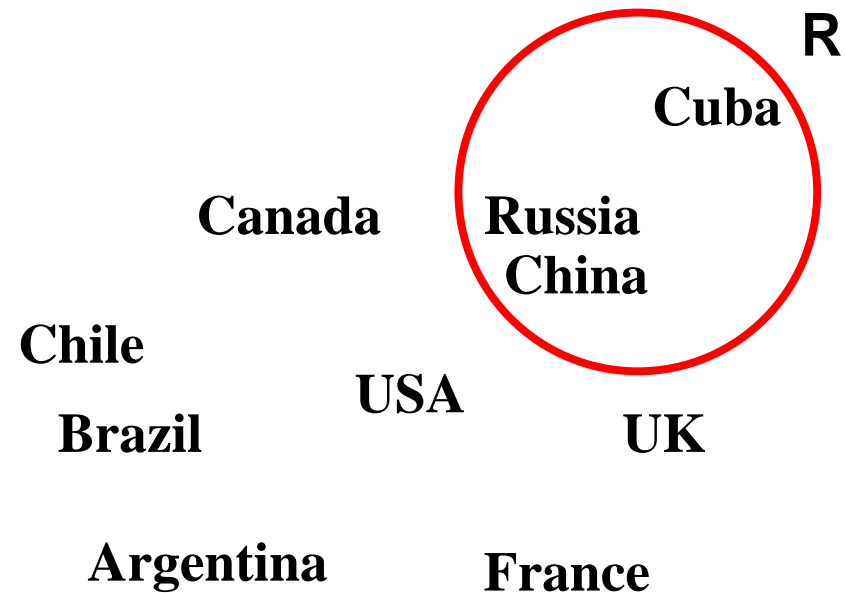 R
Cuba
Canada
Russia
China
Chile
USA
Brazil
UK
Argentina
France